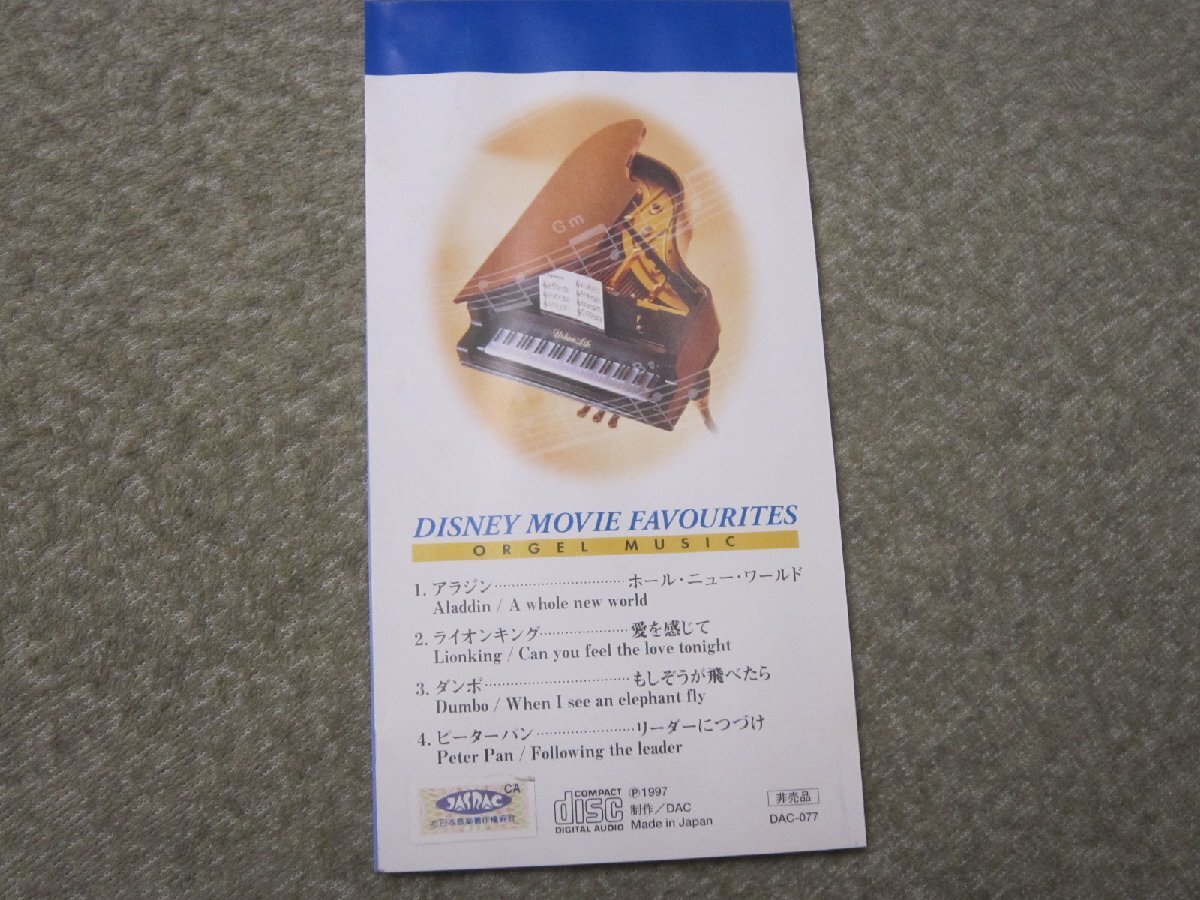 Gm
DISNEY MOVIE FAVOURITES
ORGEL MUSIC
1. アラジン……………………ホール・ニュー・ワールド
Aladdin / A whole new world
2. ライオンキング………………愛を感じて
Lionking / Can you feel the love tonight
3. ダンボ……………………もしぞうが飛べたら
Dumbo / When I see an elephant fly
4. ピーターパン………………リーダーにつづけ
Peter Pan / Following the leader
CA
JASRAC
COMPACT
disc
DIGITAL AUDIO
℗1997
制作/DAC
Made in Japan
非売品
DAC-077